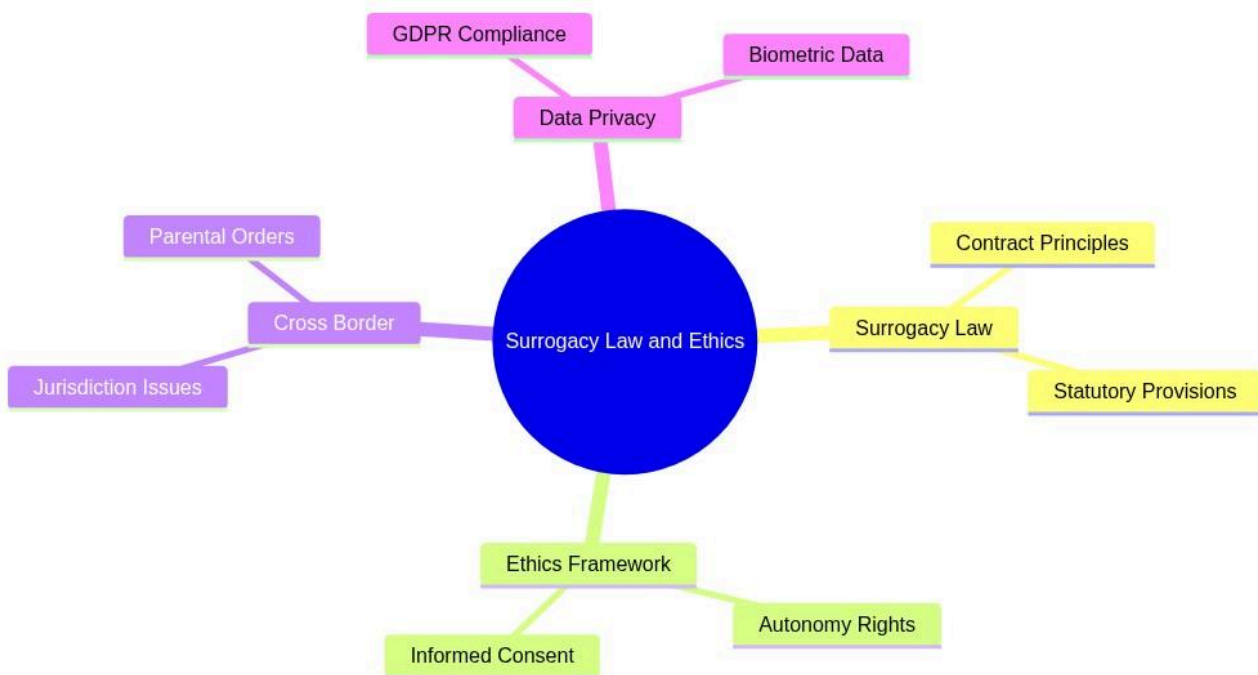 GDPR Compliance
Biometric Data
Data Privacy
Parental Orders
Contract Principles
Cross Border
Surrogacy Law and Ethics
Surrogacy Law
Jurisdiction Issues
Statutory Provisions
Ethics Framework
Autonomy Rights
Informed Consent